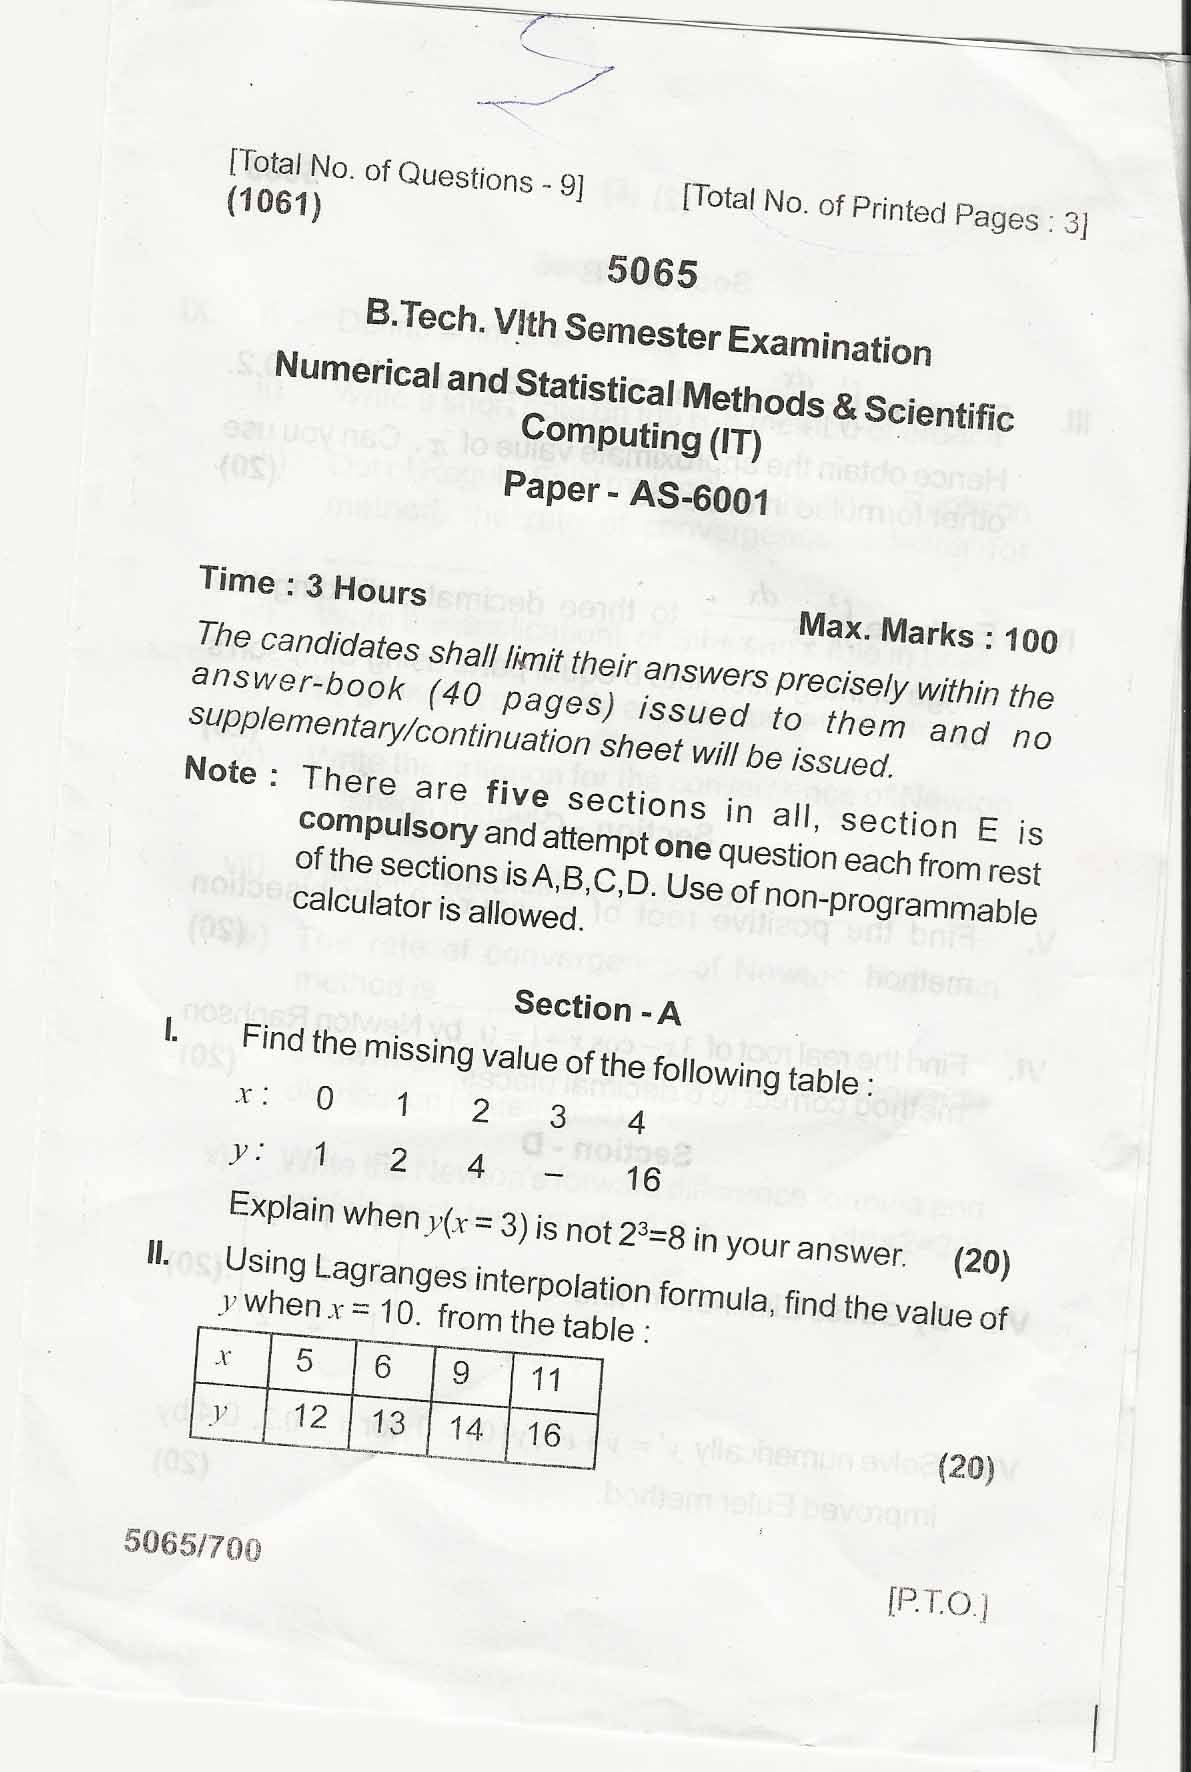 [Total No. of Questions - 9] [Total No. of Printed Pages : 3]
(1061)
5065
B.Tech. VIth Semester Examination
Numerical and Statistical Methods & Scientific
Computing (IT)
Paper - AS-6001
Time : 3 Hours
Max. Marks : 100
The candidates shall limit their answers precisely within the
answer-book (40 pages) issued to them and no
supplementary/continuation sheet will be issued.
Note : There are five sections in all, section E is
compulsory and attempt one question each from rest
of the sections is A,B,C,D. Use of non-programmable
calculator is allowed.
Section - A
I. Find the missing value of the following table :
x : 0 1 2 3 4
y : 1 2 4 – 16
Explain when y(x = 3) is not 2³=8 in your answer. (20)
II. Using Lagranges interpolation formula, find the value of
y when x = 10. from the table :
x 5 6 9 11
y 12 13 14 16
(20)
5065/700
[P.T.O.]